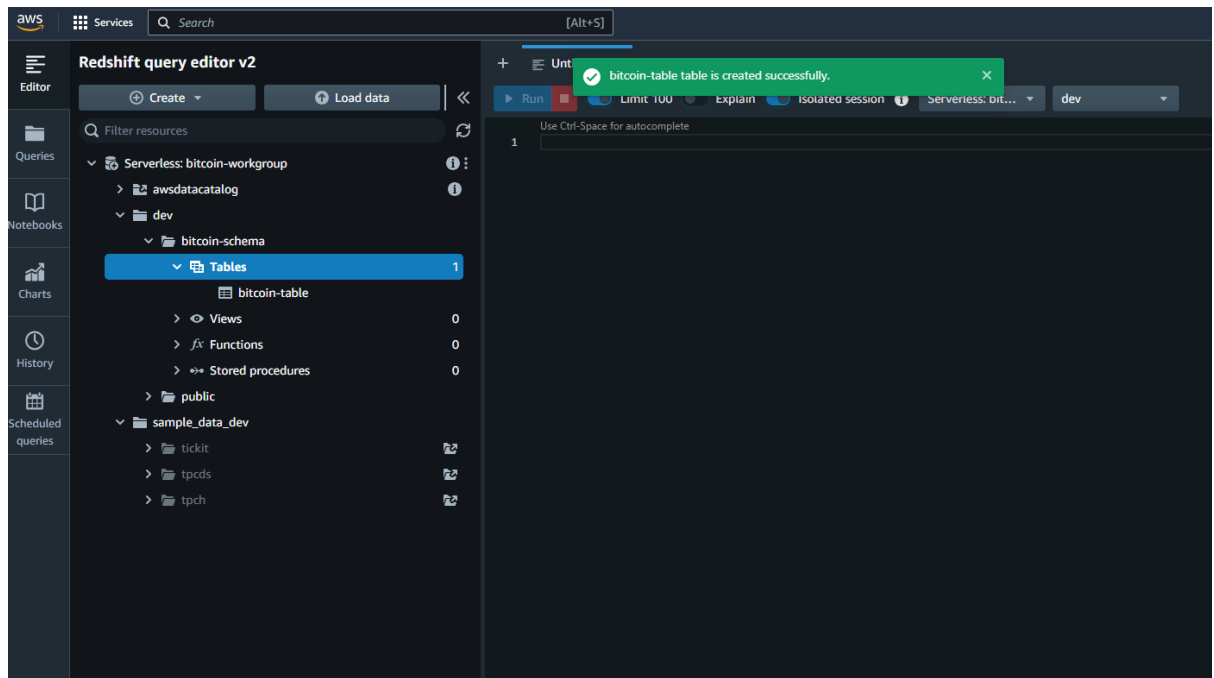 aws
Services
Search
[Alt+S]
Editor
Queries
Notebooks
Charts
History
Scheduled queries
Redshift query editor v2
Create
Load data
Filter resources
Serverless: bitcoin-workgroup
awsdatacatalog
dev
bitcoin-schema
Tables 1
bitcoin-table
Views 0
fx Functions 0
Stored procedures 0
public
sample_data_dev
tickit
tpcds
tpch
+ Unt
bitcoin-table table is created successfully.
Run Limit 100 Explain Isolated session Serverless: bit... dev
Use Ctrl-Space for autocomplete
1